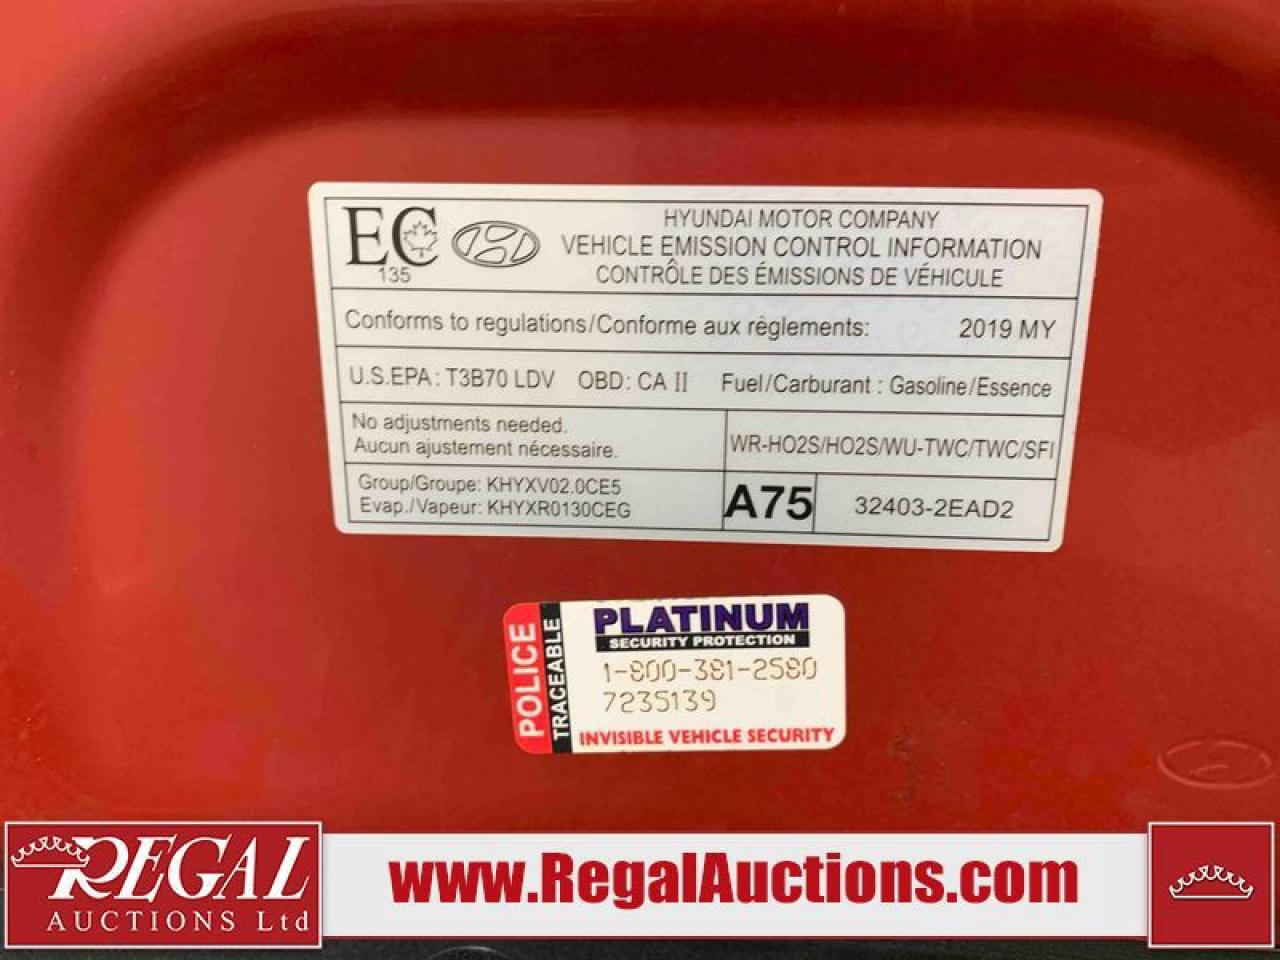 EC
135
HYUNDAI MOTOR COMPANY
VEHICLE EMISSION CONTROL INFORMATION
CONTRÔLE DES ÉMISSIONS DE VÉHICULE
Conforms to regulations/Conforme aux règlements: 2019 MY
U.S.EPA: T3B70 LDV OBD: CA II Fuel/Carburant : Gasoline/Essence
No adjustments needed.
Aucun ajustement nécessaire.
WR-HO2S/HO2S/WU-TWC/TWC/SFI
Group/Groupe: KHYXV02.0CE5
Evap./Vapeur: KHYXR0130CEG
A75
32403-2EAD2
POLICE
TRACEABLE
PLATINUM
SECURITY PROTECTION
1-800-381-2580
7235139
INVISIBLE VEHICLE SECURITY
REGAL
AUCTIONS Ltd
www.RegalAuctions.com